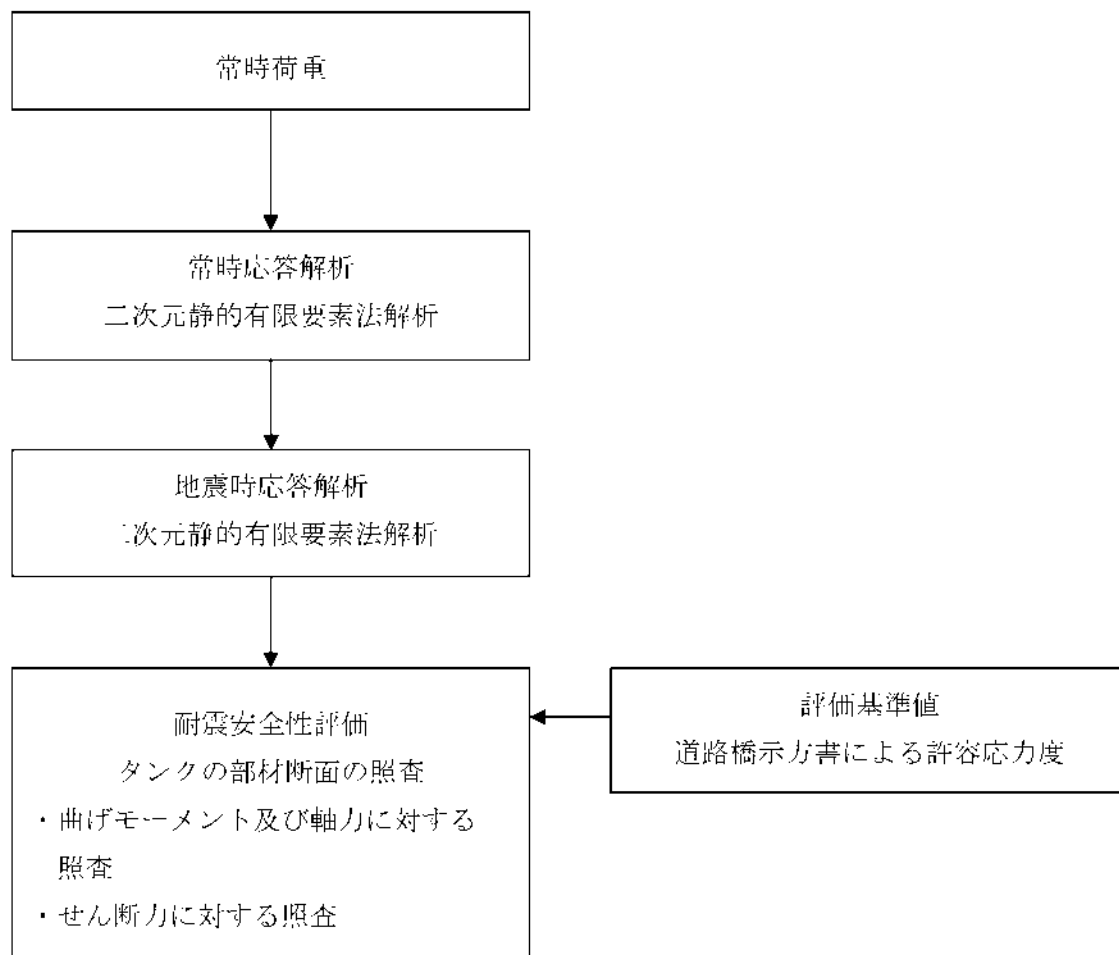 常時荷重
常時応答解析
二次元静的有限要素法解析
地震時応答解析
二次元静的有限要素法解析
耐震安全性評価
タンクの部材断面の照査
・曲げモーメント及び軸力に対する
照査
・せん断力に対する照査
評価基準値
道路橋示方書による許容応力度